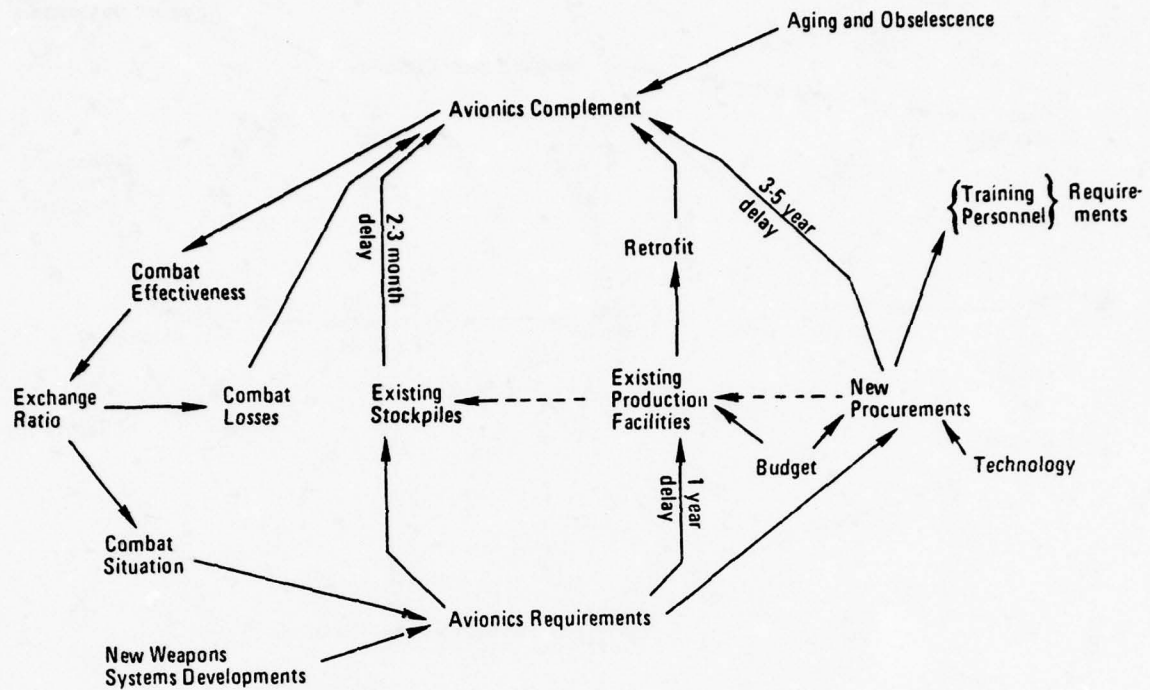 Aging and Obselescence
Avionics Complement
3-5 year
delay
{Training
Personnel} Require-
ments
2-3 month
delay
Retrofit
Combat
Effectiveness
Exchange
Ratio
Combat
Losses
Existing
Stockpiles
Existing
Production
Facilities
New
Procurements
Budget
Technology
1 year
delay
Combat
Situation
Avionics Requirements
New Weapons
Systems Developments